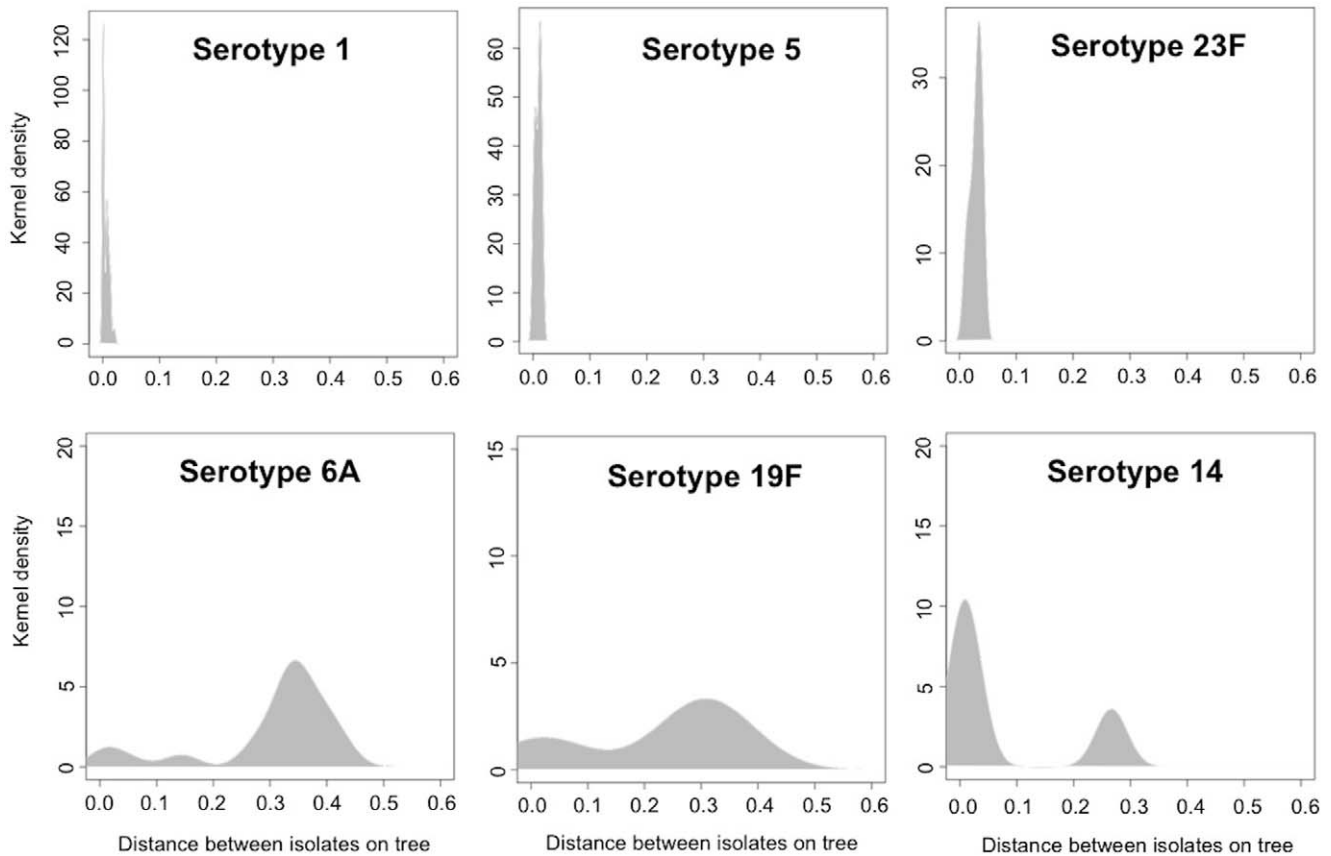 Serotype 1
Kernel density
0
20
40
60
80
100
120
0.0 0.1 0.2 0.3 0.4 0.5 0.6
Serotype 5
0
10
20
30
40
50
60
0.0 0.1 0.2 0.3 0.4 0.5 0.6
Serotype 23F
0
10
20
30
0.0 0.1 0.2 0.3 0.4 0.5 0.6
Serotype 6A
Kernel density
0
5
10
15
20
0.0 0.1 0.2 0.3 0.4 0.5 0.6
Distance between isolates on tree
Serotype 19F
0
5
10
15
0.0 0.1 0.2 0.3 0.4 0.5 0.6
Distance between isolates on tree
Serotype 14
0
5
10
15
20
0.0 0.1 0.2 0.3 0.4 0.5 0.6
Distance between isolates on tree